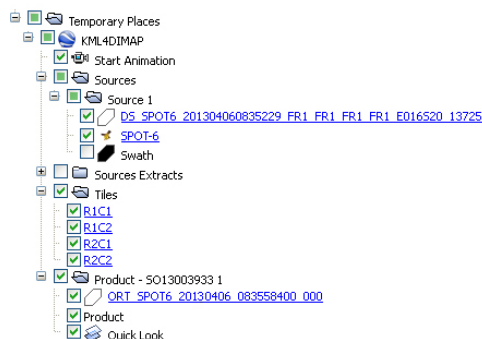 Temporary Places
KML4DIMAP
Start Animation
Sources
Source 1
DS_SPOT6_201304060835229_FR1_FR1_FR1_FR1_E016S20_13725
SPOT-6
Swath
Sources Extracts
Tiles
R1C1
R1C2
R2C1
R2C2
Product - SO13003933 1
ORT_SPOT6_20130406_083558400_000
Product
Quick Look